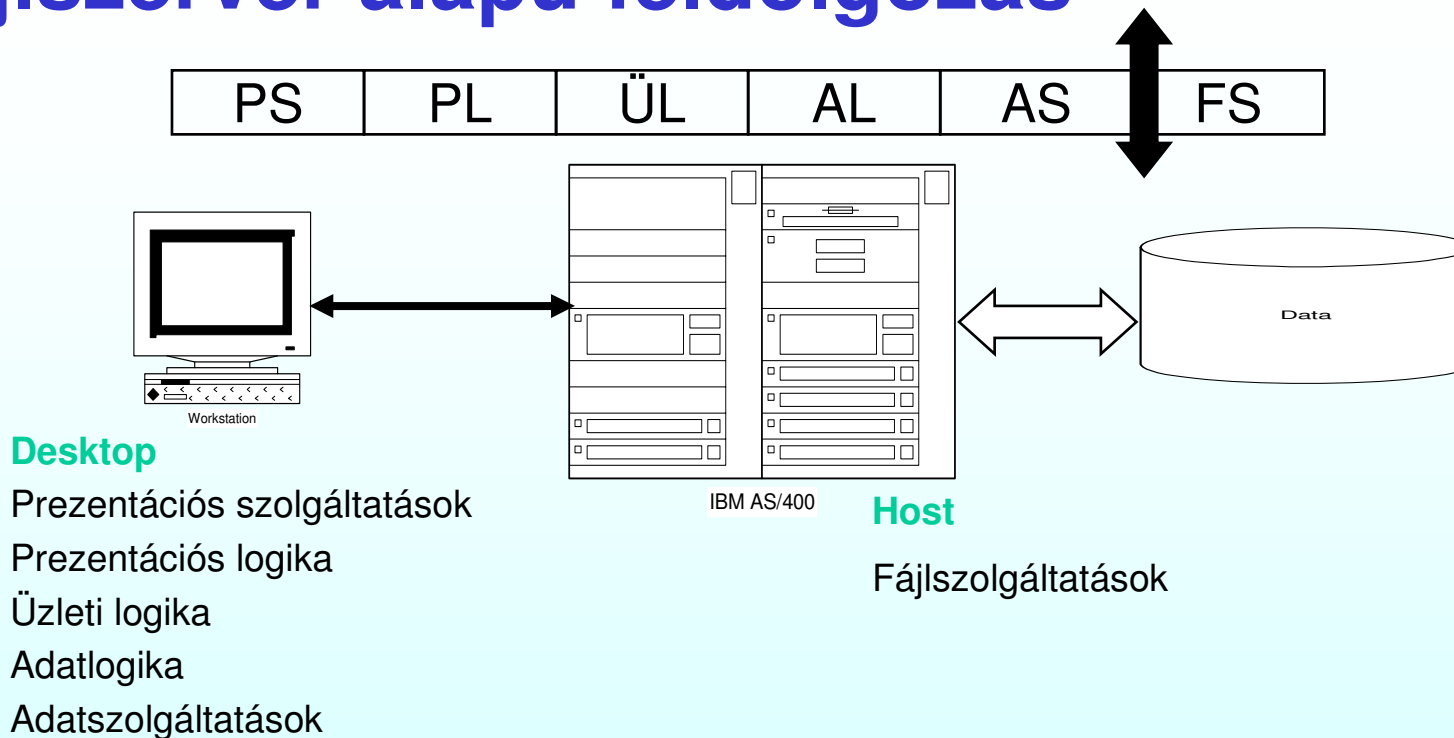 alapú
PS PL ÜL AL AS FS
Data
Workstation
IBM AS/400
Desktop
Prezentációs szolgáltatások
Prezentációs logika
Üzleti logika
Adatlogika
Adatszolgáltatások
Host
Fájlszolgáltatások